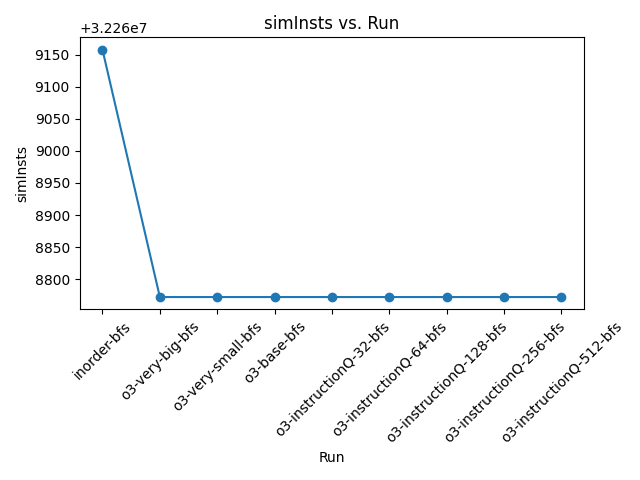 simInsts vs. Run
+3.226e7
9150
9100
9050
9000
8950
8900
8850
8800
simInsts
inorder-bfs
o3-very-big-bfs
o3-very-small-bfs
o3-base-bfs
o3-instructionQ-32-bfs
o3-instructionQ-64-bfs
o3-instructionQ-128-bfs
o3-instructionQ-256-bfs
o3-instructionQ-512-bfs
Run